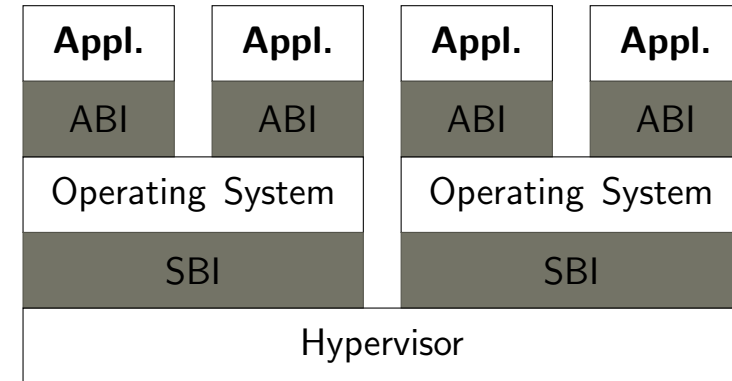 Appl. Appl. Appl. Appl.
ABI ABI ABI ABI
Operating System Operating System
SBI SBI
Hypervisor